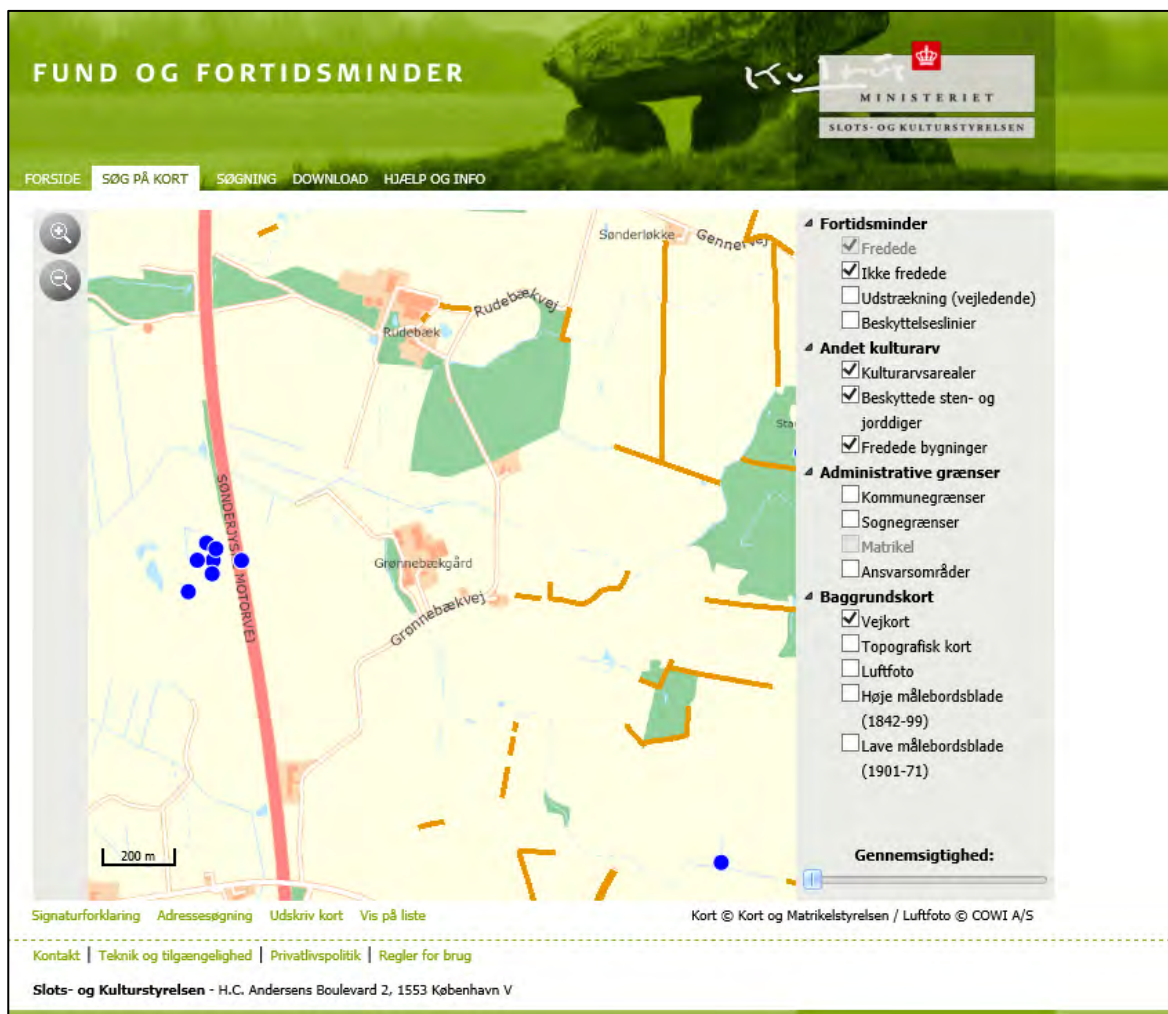 FUND OG FORTIDSMINDER
Kultur
MINISTERIET
SLOTS- OG KULTURSTYRELSEN
FORSIDE SØG PÅ KORT SØGNING DOWNLOAD HJÆLP OG INFO
Sønderløkke
Gennervej
Rudebækvej
Rudebæk
Sta
SØNDERJYSKE MOTORVEJ
Grønnebækgård
Grønnebækvej
200 m
Fortidsminder
Fredede
Ikke fredede
Udstrækning (vejledende)
Beskyttelseslinier
Andet kulturarv
Kulturarvsarealer
Beskyttede sten- og
jorddiger
Fredede bygninger
Administrative grænser
Kommunegrænser
Sognegrænser
Matrikel
Ansvarsområder
Baggrundskort
Vejkort
Topografisk kort
Luftfoto
Høje målebordsblade
(1842-99)
Lave målebordsblade
(1901-71)
Gennemsigtighed:
Signaturforklaring Adressesøgning Udskriv kort Vis på liste
Kort © Kort og Matrikelstyrelsen / Luftfoto © COWI A/S
Kontakt | Teknik og tilgængelighed | Privatlivspolitik | Regler for brug
Slots- og Kulturstyrelsen - H.C. Andersens Boulevard 2, 1553 København V